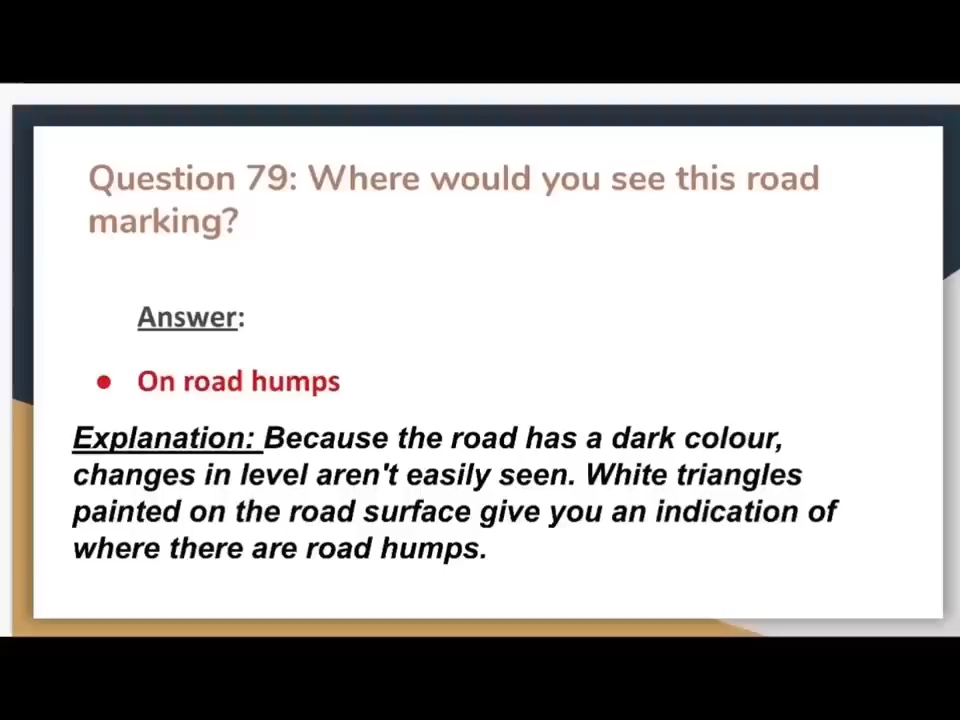 Question 79: Where would you see this road
marking?
Answer:
● On road humps
Explanation: Because the road has a dark colour,
changes in level aren't easily seen. White triangles
painted on the road surface give you an indication of
where there are road humps.